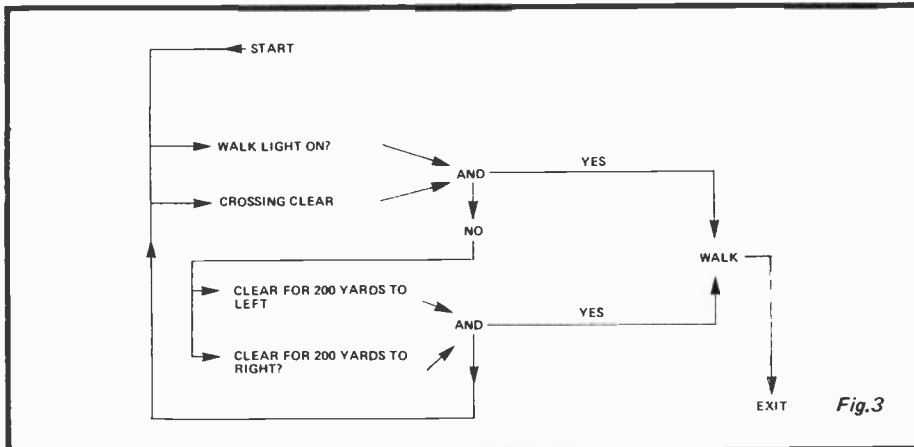 START
WALK LIGHT ON?
AND
YES
CROSSING CLEAR
NO
WALK
CLEAR FOR 200 YARDS TO
LEFT
AND
YES
CLEAR FOR 200 YARDS TO
RIGHT?
EXIT
Fig.3